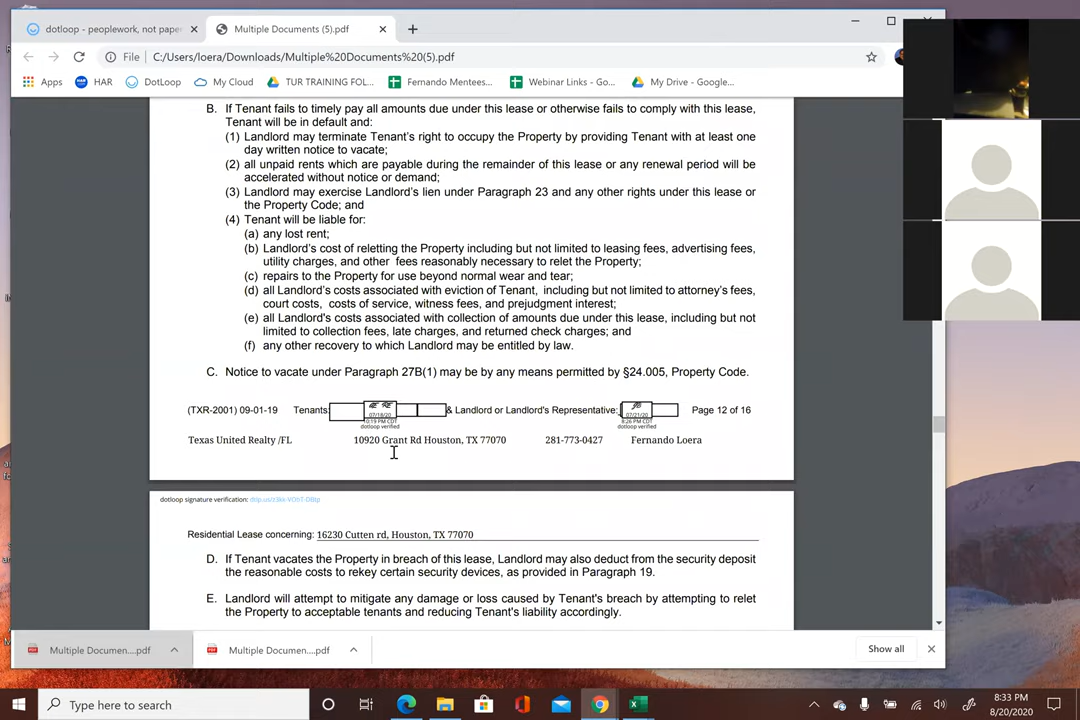 dotloop - peoplework, not pape
Multiple Documents (5).pdf
File
C:/Users/loera/Downloads/Multiple%20Documents%20(5).pdf
Apps
HAR
DotLoop
My Cloud
TUR TRAINING FOL...
Fernando Mentees...
Webinar Links - Go...
My Drive - Google...
B. If Tenant fails to timely pay all amounts due under this lease or otherwise fails to comply with this lease,
Tenant will be in default and:
(1) Landlord may terminate Tenant's right to occupy the Property by providing Tenant with at least one
day written notice to vacate;
(2) all unpaid rents which are payable during the remainder of this lease or any renewal period will be
accelerated without notice or demand;
(3) Landlord may exercise Landlord's lien under Paragraph 23 and any other rights under this lease or
the Property Code; and
(4) Tenant will be liable for:
(a) any lost rent;
(b) Landlord's cost of reletting the Property including but not limited to leasing fees, advertising fees,
utility charges, and other fees reasonably necessary to relet the Property;
(c) repairs to the Property for use beyond normal wear and tear;
(d) all Landlord's costs associated with eviction of Tenant, including but not limited to attorney's fees,
court costs, costs of service, witness fees, and prejudgment interest;
(e) all Landlord's costs associated with collection of amounts due under this lease, including but not
limited to collection fees, late charges, and returned check charges; and
(f) any other recovery to which Landlord may be entitled by law.
C. Notice to vacate under Paragraph 27B(1) may be by any means permitted by §24.005, Property Code.
(TXR-2001) 09-01-19 Tenants: & Landlord or Landlord's Representative: Page 12 of 16
07/18/20 07/21/20
10:19 PM CDT 8:26 PM CDT
dotloop verified dotloop verified
Texas United Realty /FL 10920 Grant Rd Houston, TX 77070 281-773-0427 Fernando Loera
dotloop signature verification:
Residential Lease concerning: 16230 Cutten rd, Houston, TX 77070
D. If Tenant vacates the Property in breach of this lease, Landlord may also deduct from the security deposit
the reasonable costs to rekey certain security devices, as provided in Paragraph 19.
E. Landlord will attempt to mitigate any damage or loss caused by Tenant's breach by attempting to relet
the Property to acceptable tenants and reducing Tenant's liability accordingly.
Multiple Documen....pdf
Multiple Documen....pdf
Show all
Type here to search
8:33 PM
8/20/2020